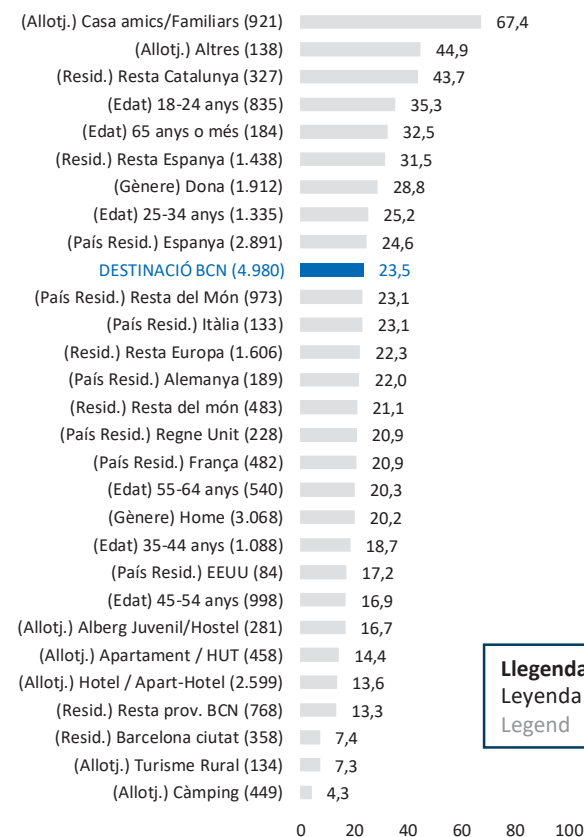 (Allotj.) Casa amics/Familiars (921) 67,4
(Allotj.) Altres (138) 44,9
(Resid.) Resta Catalunya (327) 43,7
(Edat) 18-24 anys (835) 35,3
(Edat) 65 anys o més (184) 32,5
(Resid.) Resta Espanya (1.438) 31,5
(Gènere) Dona (1.912) 28,8
(Edat) 25-34 anys (1.335) 25,2
(País Resid.) Espanya (2.891) 24,6
DESTINACIÓ BCN (4.980) 23,5
(País Resid.) Resta del Món (973) 23,1
(País Resid.) Itàlia (133) 23,1
(Resid.) Resta Europa (1.606) 22,3
(País Resid.) Alemanya (189) 22,0
(Resid.) Resta del món (483) 21,1
(País Resid.) Regne Unit (228) 20,9
(País Resid.) França (482) 20,9
(Edat) 55-64 anys (540) 20,3
(Gènere) Home (3.068) 20,2
(Edat) 35-44 anys (1.088) 18,7
(País Resid.) EEUU (84) 17,2
(Edat) 45-54 anys (998) 16,9
(Allotj.) Alberg Juvenil/Hostel (281) 16,7
(Allotj.) Apartament / HUT (458) 14,4
(Allotj.) Hotel / Apart-Hotel (2.599) 13,6
(Resid.) Resta prov. BCN (768) 13,3
(Resid.) Barcelona ciutat (358) 7,4
(Allotj.) Turisme Rural (134) 7,3
(Allotj.) Càmping (449) 4,3
0 20 40 60 80 100
Llegenda
Leyenda
Legend